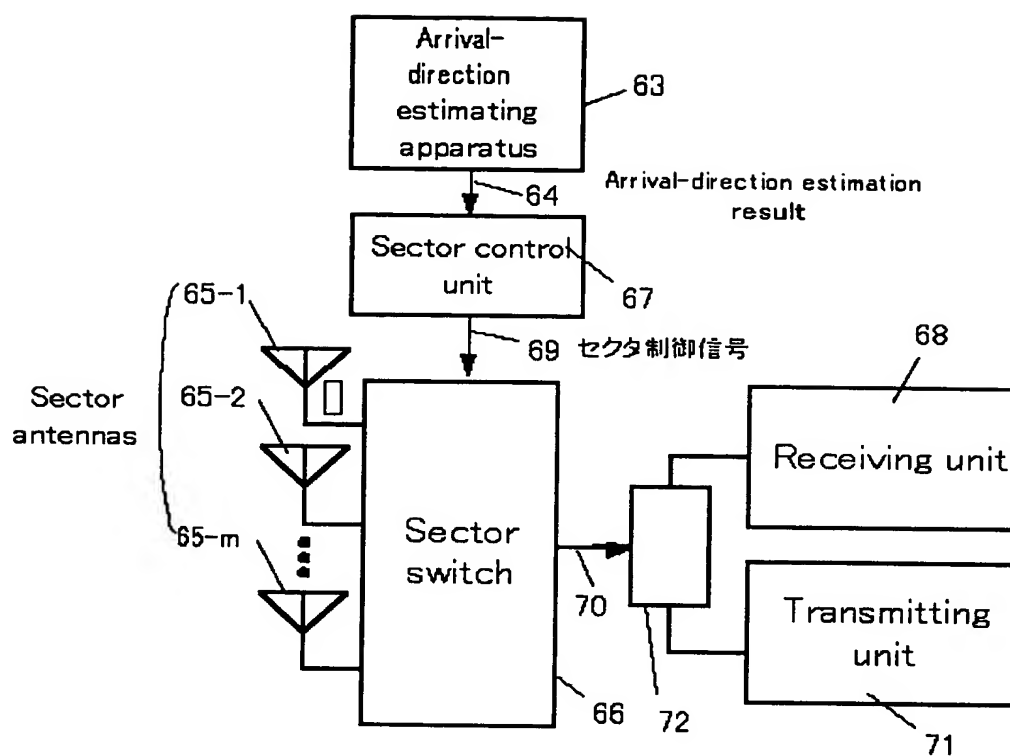 Arrival-
direction
estimating
apparatus
63
64
Arrival-direction estimation
result
Sector control
unit
67
65-1
69 セクタ制御信号
68
Sector
antennas
65-2
Receiving unit
65-m
Sector
switch
70
Transmitting
unit
66
72
71